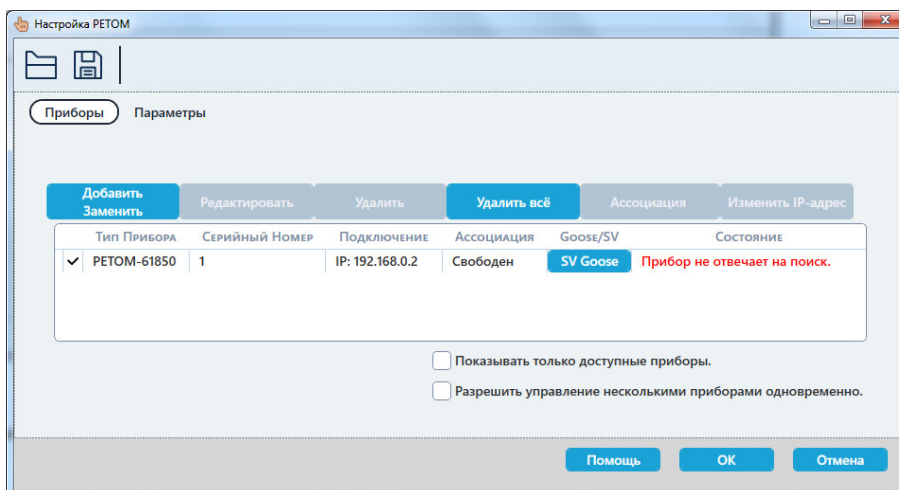 Настройка РЕТОМ
Приборы Параметры
Добавить
Заменить
Редактировать Удалить Удалить всё Ассоциация Изменить IP-адрес
Тип Прибора Серийный Номер Подключение Ассоциация Goose/SV Состояние
РЕТОМ-61850 1 IP: 192.168.0.2 Свободен SV Goose Прибор не отвечает на поиск.
Показывать только доступные приборы.
Разрешить управление несколькими приборами одновременно.
Помощь OK Отмена